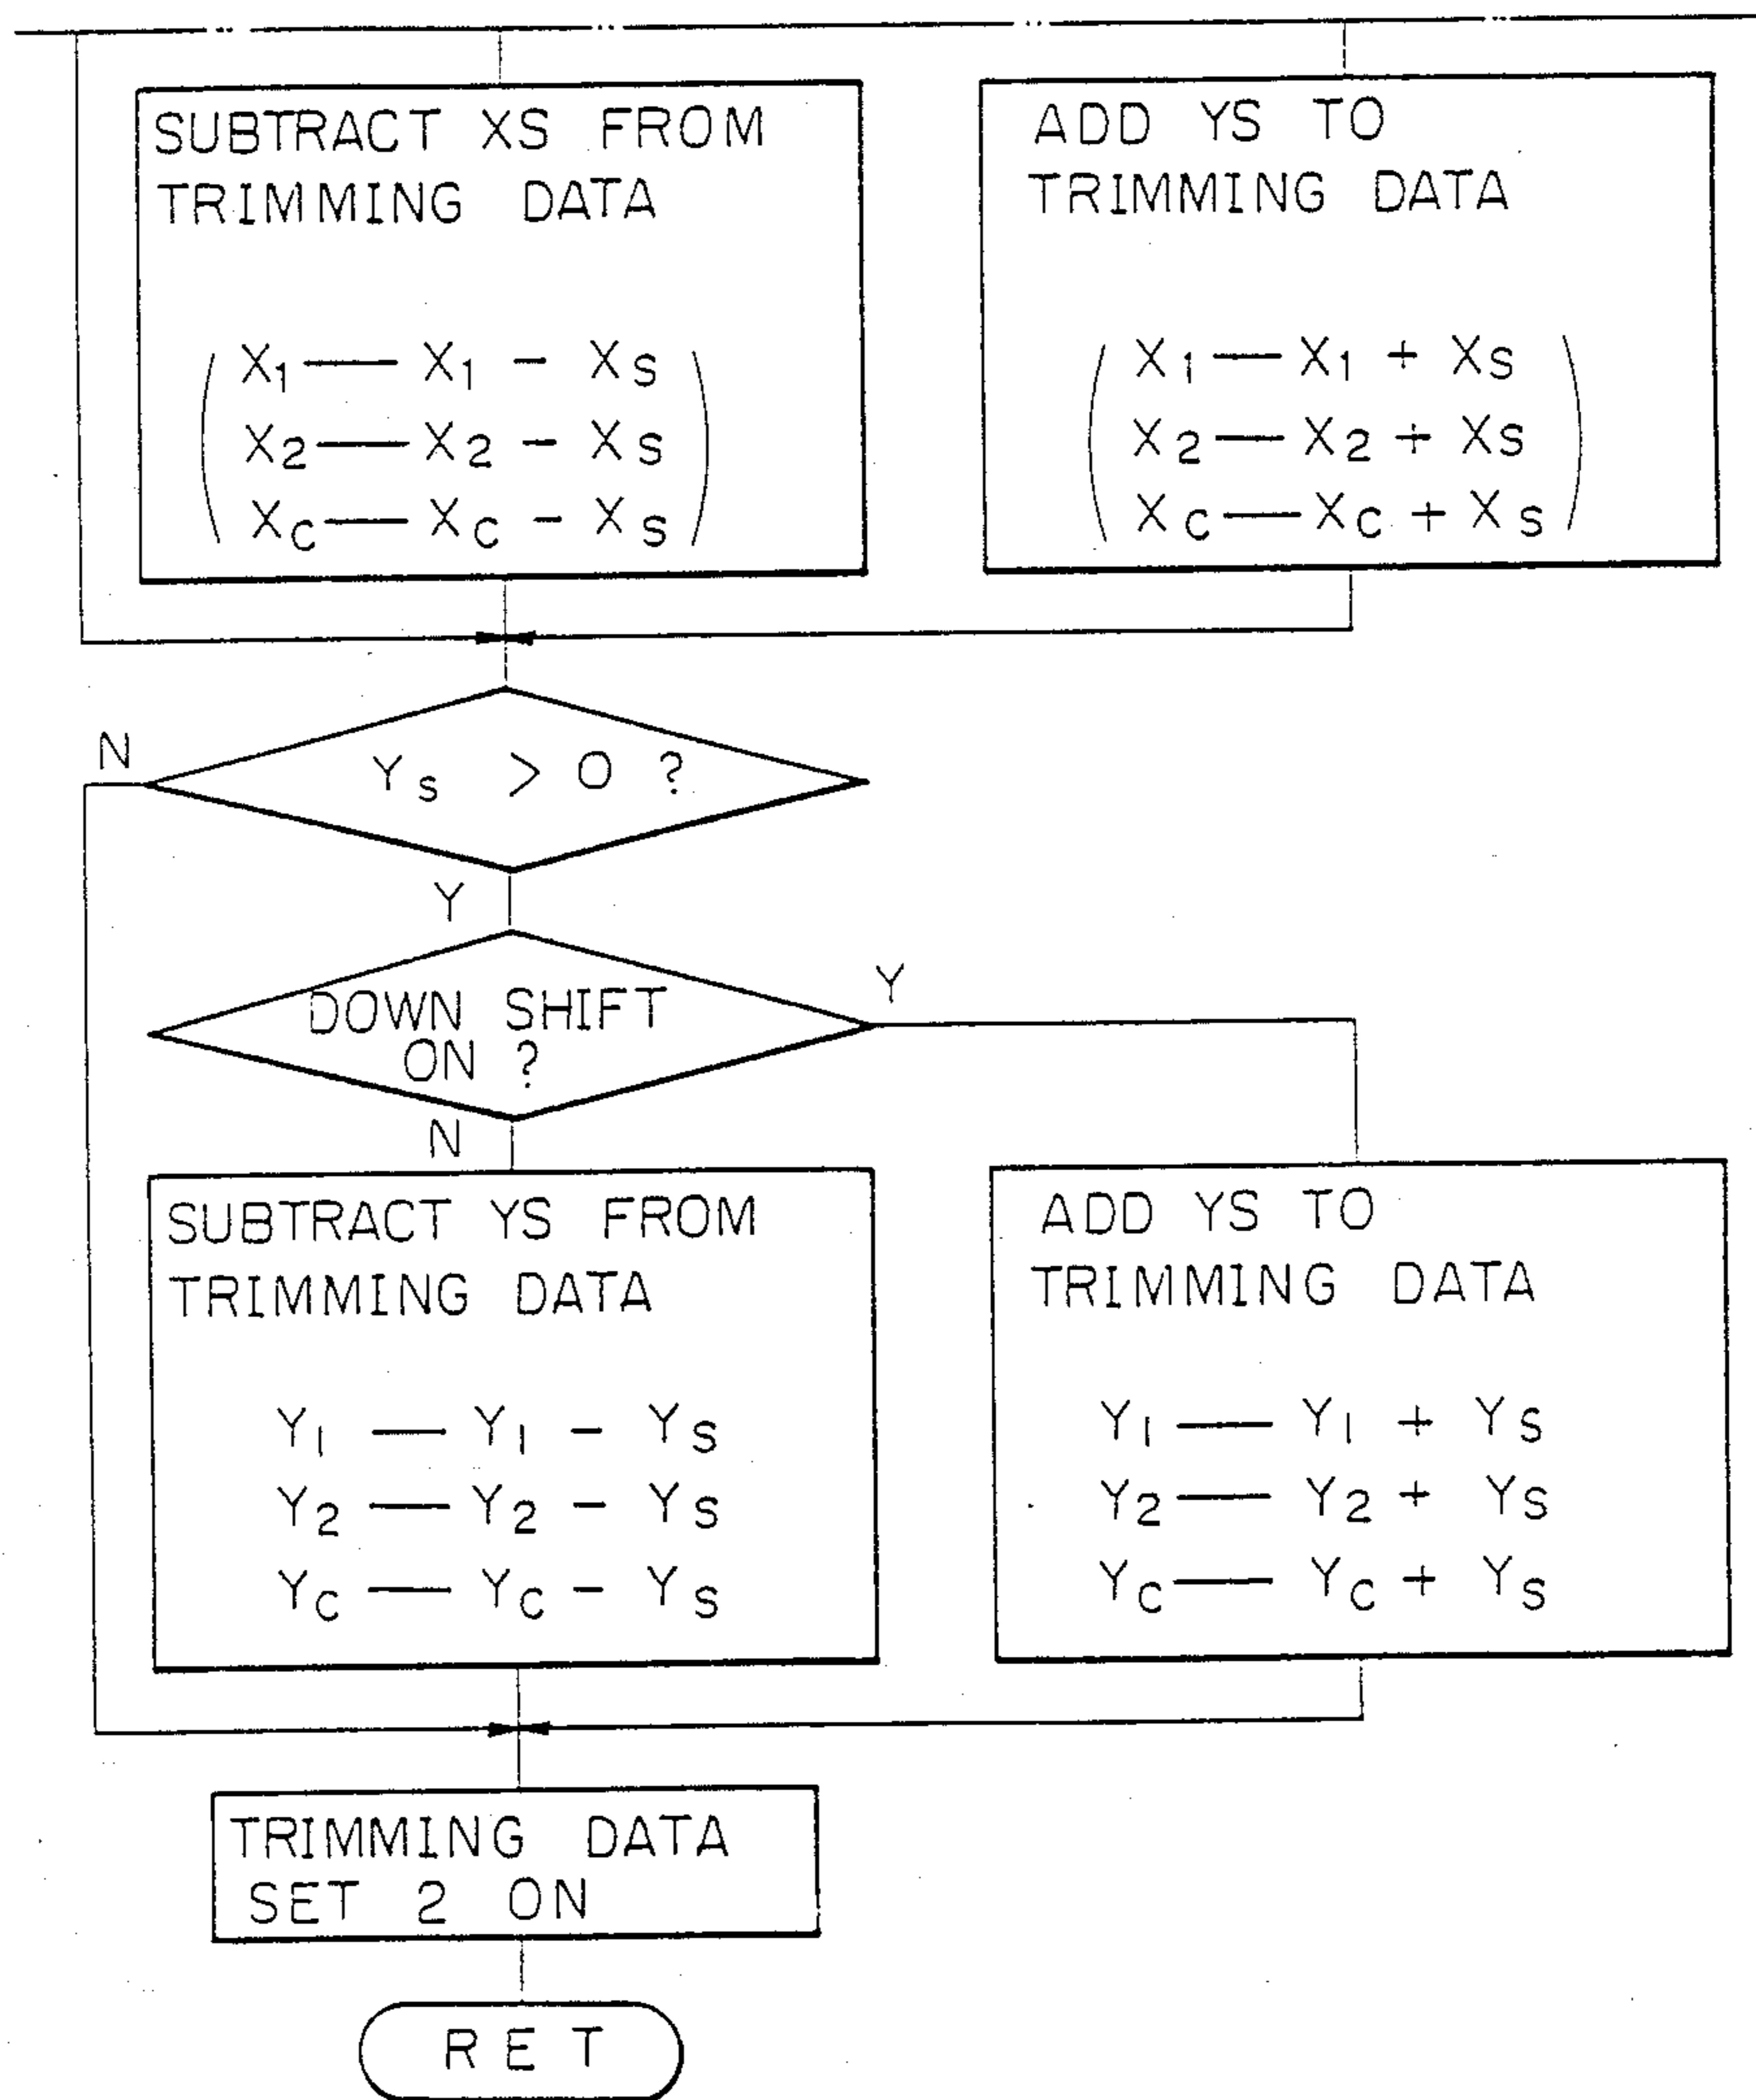 SUBTRACT XS FROM
TRIMMING DATA
X1 — X1 - XS
X2 — X2 - XS
XC — XC - XS
ADD YS TO
TRIMMING DATA
X1 — X1 + XS
X2 — X2 + XS
XC — XC + XS
N
YS > 0 ?
Y
DOWN SHIFT
ON ?
Y
N
SUBTRACT YS FROM
TRIMMING DATA
Y1 — Y1 - YS
Y2 — Y2 - YS
YC — YC - YS
ADD YS TO
TRIMMING DATA
Y1 — Y1 + YS
Y2 — Y2 + YS
YC — YC + YS
TRIMMING DATA
SET 2 ON
RET